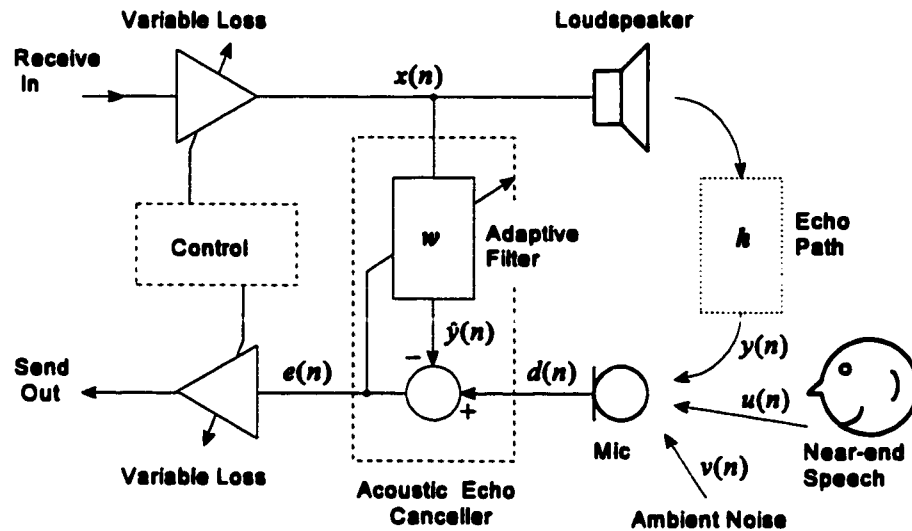 Variable Loss
Loudspeaker
Receive
In
x(n)
w
Adaptive
Filter
h
Echo
Path
Control
ŷ(n)
−
+
y(n)
Send
Out
e(n)
d(n)
u(n)
Mic
v(n)
Near-end
Speech
Variable Loss
Acoustic Echo
Canceller
Ambient Noise